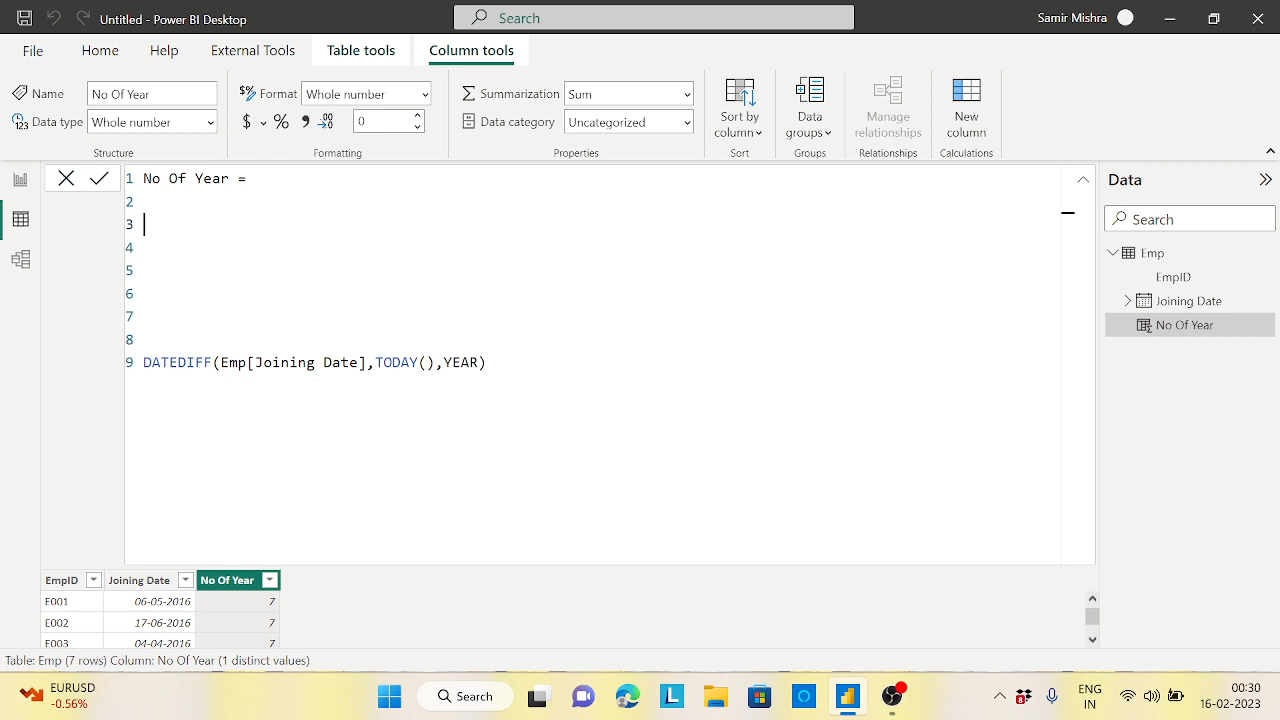 Untitled - Power BI Desktop
Search
Samir Mishra
File
Home
Help
External Tools
Table tools
Column tools
Name
No Of Year
Data type
Whole number
Structure
Format
Whole number
$ % 9 .00
0
Formatting
Summarization
Sum
Data category
Uncategorized
Properties
Sort by
column
Sort
Data
groups
Groups
Manage
relationships
Relationships
New
column
Calculations
1 No Of Year =
2
3
4
5
6
7
8
9 DATEDIFF(Emp[Joining Date],TODAY(),YEAR)
Data
Search
Emp
EmpID
Joining Date
No Of Year
EmpID Joining Date No Of Year
E001 06-05-2016 7
E002 17-06-2016 7
E003 04-04-2016 7
Table: Emp (7 rows) Column: No Of Year (1 distinct values)
EURUSD
-0.56%
Search
ENG
IN
00:30
16-02-2023